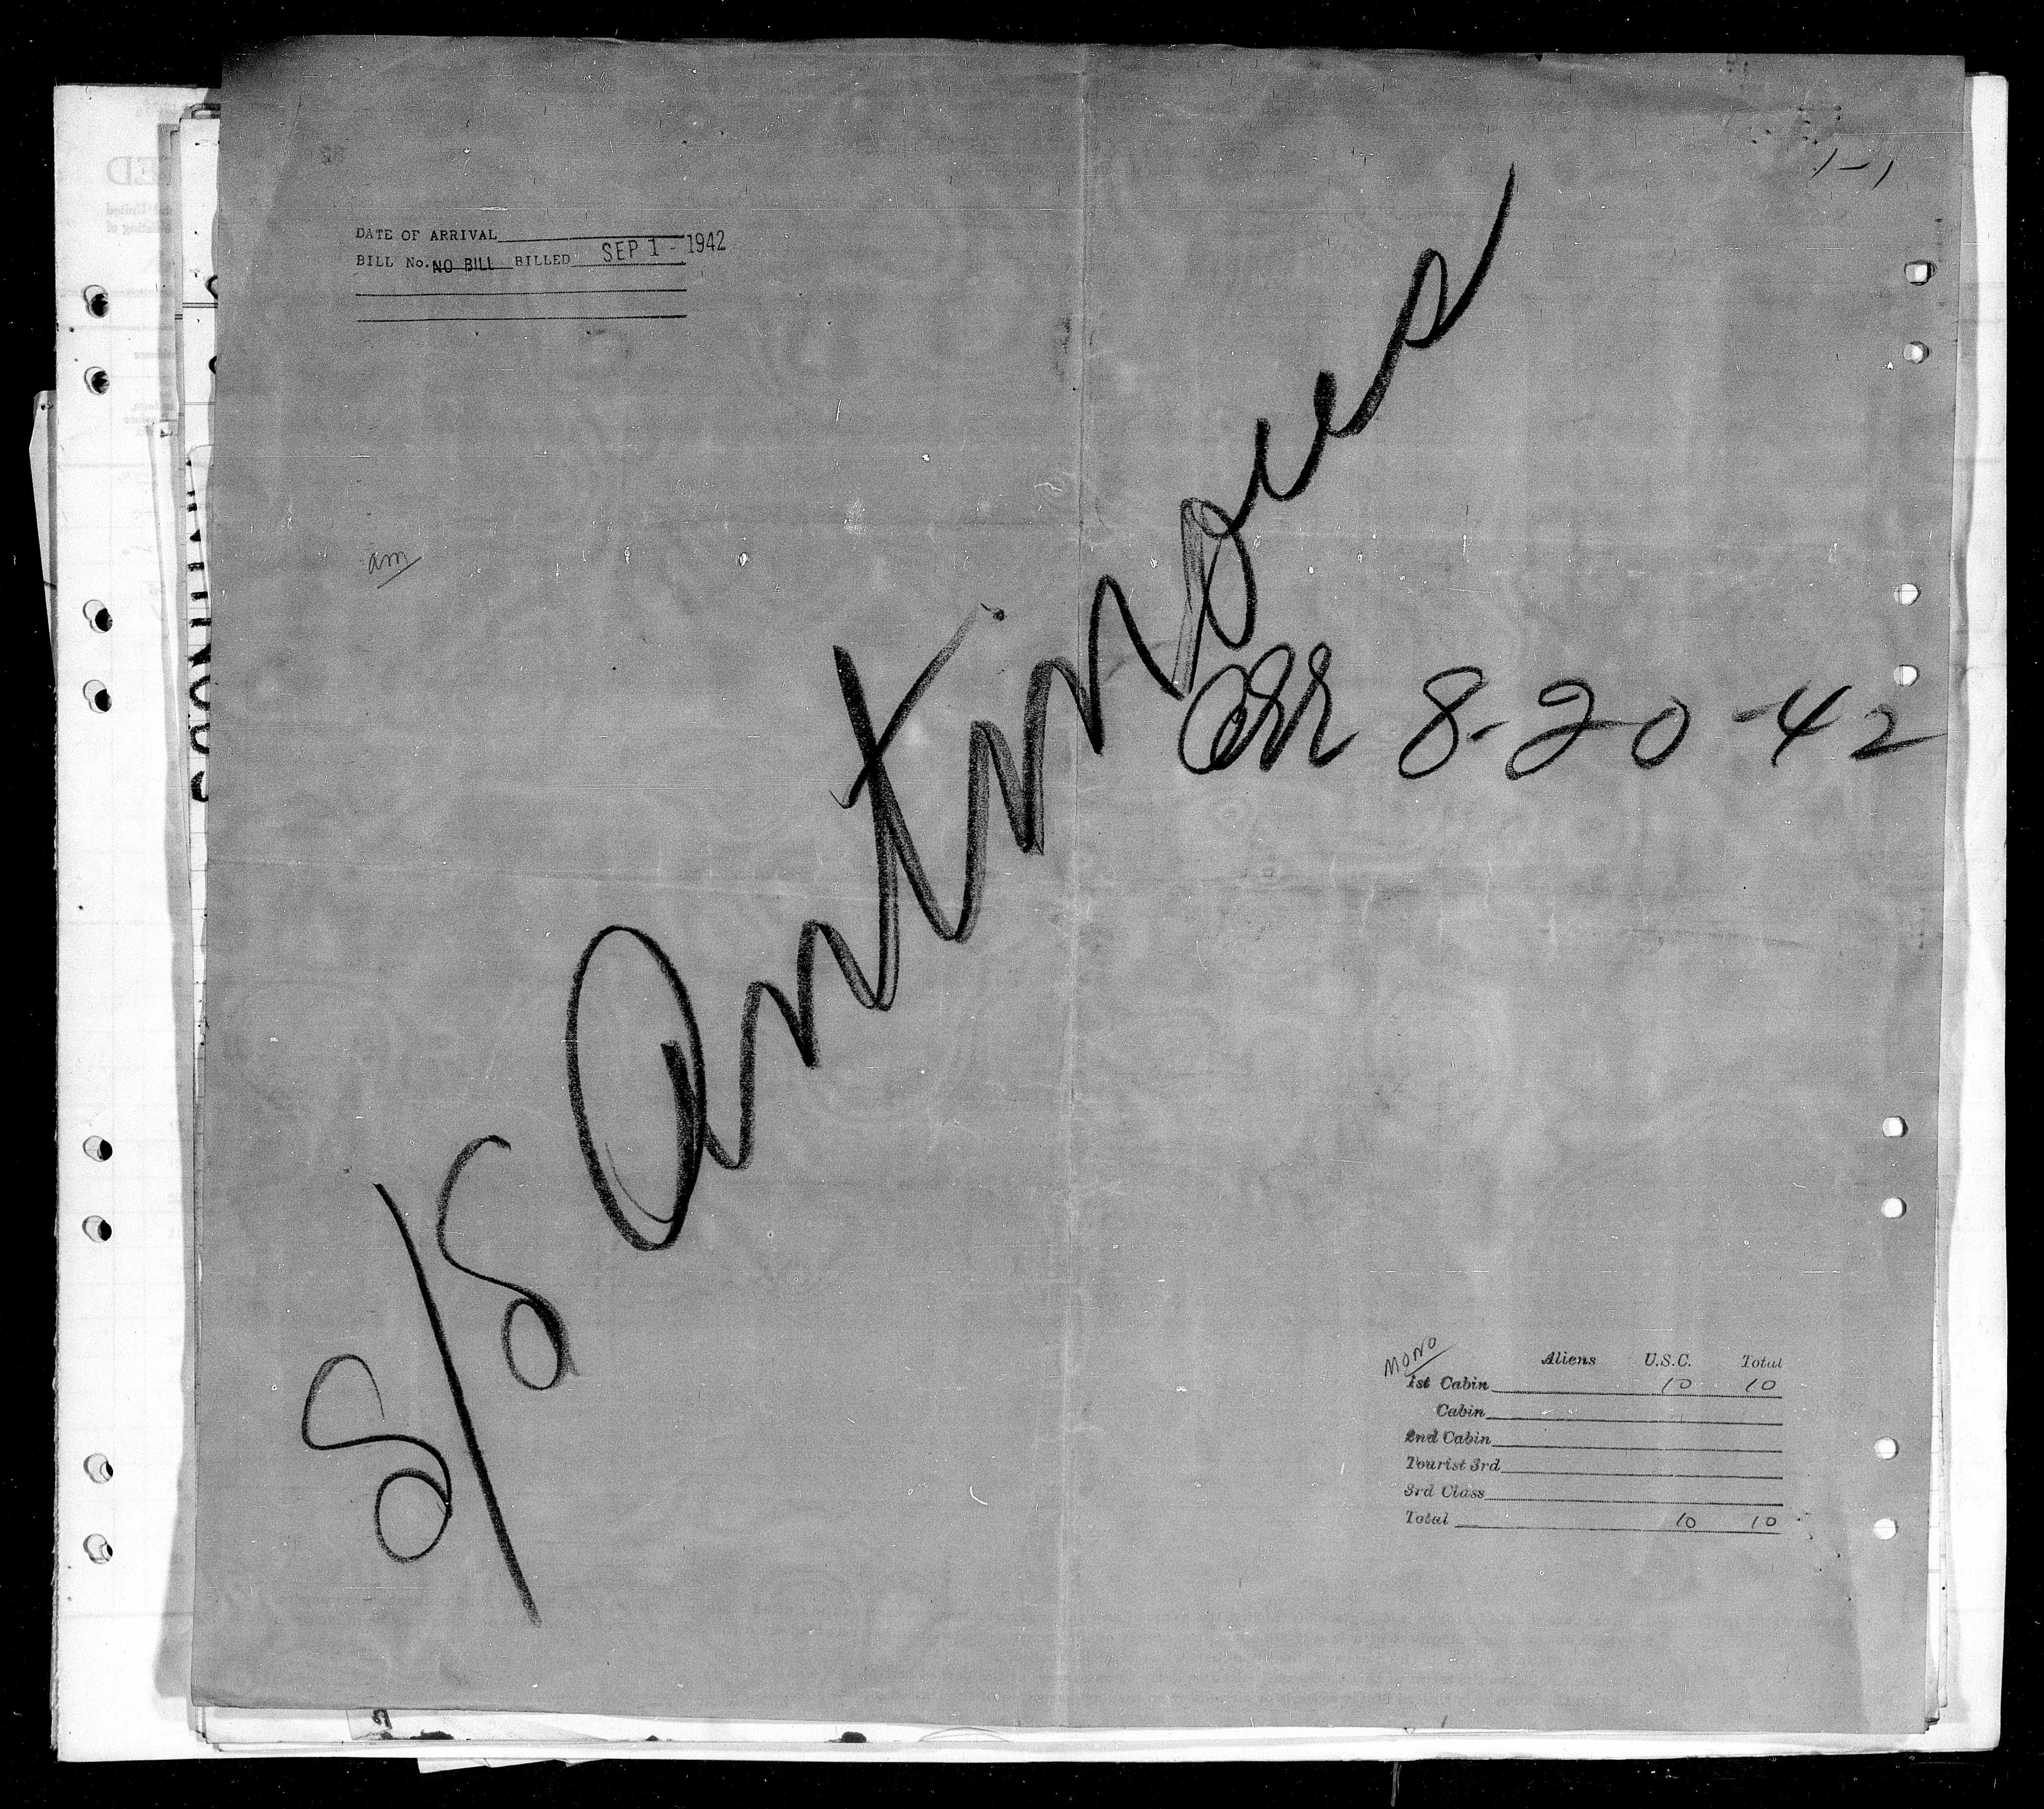 1-1
DATE OF ARRIVAL
BILL No. NO BILL BILLED SEP 1 - 1942
am
S/S Antinous
arr 8-20-42
Mono
Aliens U.S.C. Total
1st Cabin 10 10
Cabin
2nd Cabin
Tourist 3rd
3rd Class
Total 10 10